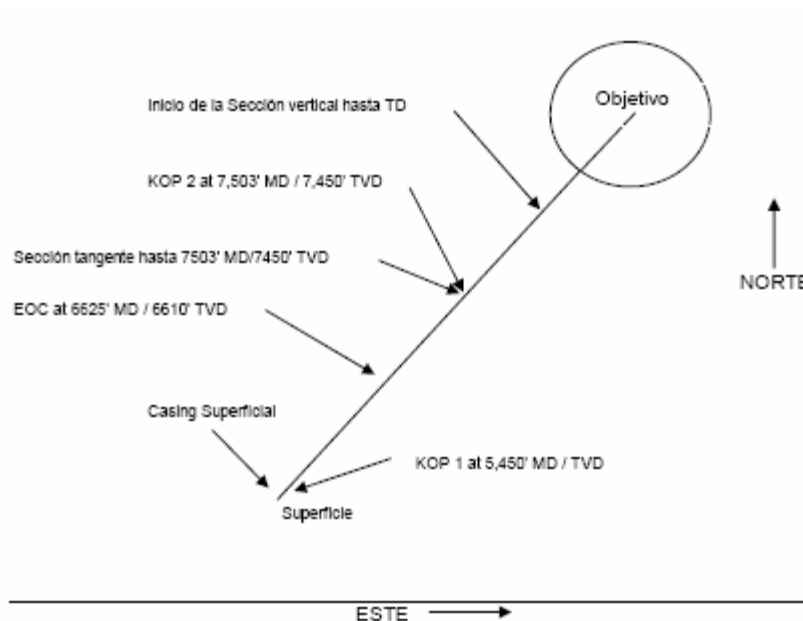 Objetivo
Inicio de la Sección vertical hasta TD
KOP 2 at 7,503' MD / 7,450' TVD
Sección tangente hasta 7503' MD/7450' TVD
NORTE
EOC at 6625' MD / 6610' TVD
Casing Superficial
KOP 1 at 5,450' MD / TVD
Superficie
ESTE